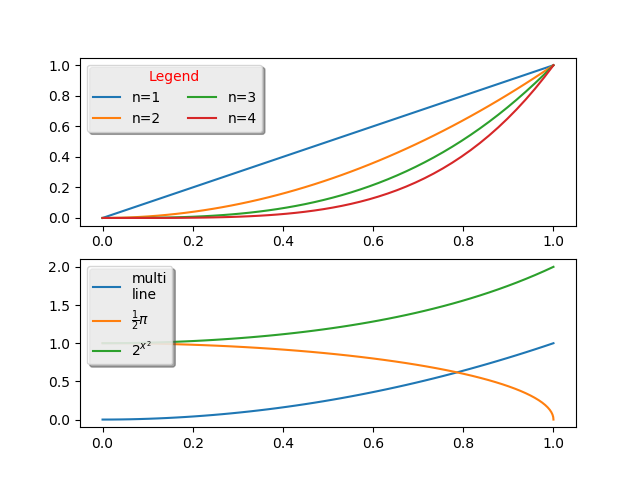 1.0
0.8
0.6
0.4
0.2
0.0
Legend
n=1 n=3
n=2 n=4
0.0 0.2 0.4 0.6 0.8 1.0
2.0
1.5
1.0
0.5
0.0
multi
line
½π
2^{x^2}
0.0 0.2 0.4 0.6 0.8 1.0